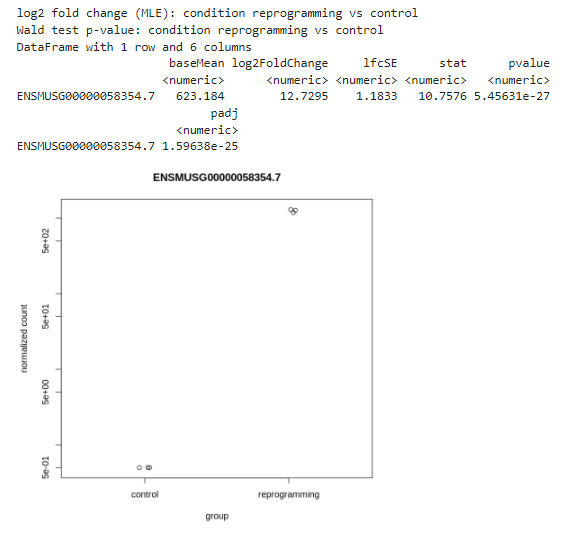 log2 fold change (MLE): condition reprogramming vs control
Wald test p-value: condition reprogramming vs control
DataFrame with 1 row and 6 columns
baseMean log2FoldChange lfcSE stat pvalue
<numeric> <numeric> <numeric> <numeric> <numeric>
ENSMUSG00000058354.7 623.184 12.7295 1.1833 10.7576 5.45631e-27
padj
<numeric>
ENSMUSG00000058354.7 1.59638e-25
ENSMUSG00000058354.7
normalized count
5e+02
5e+01
5e+00
5e-01
control reprogramming
group